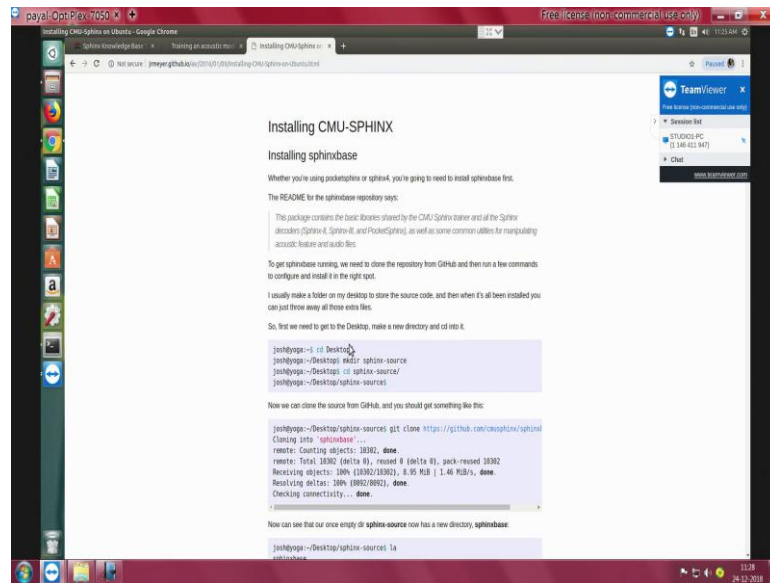 payal-OptiPlex-7050
Free license (non-commercial use only)
Installing CMU-Sphinx on Ubuntu - Google Chrome
11:25 AM
Sphinx Knowledge Base
Training an acoustic mo
Installing CMU-Sphinx on
Not secure | jrmeyer.github.io/asr/2016/01/09/Installing-CMU-Sphinx-on-Ubuntu.html
Paused
TeamViewer
Free license (non-commercial use only)
Session list
STUDIO1-PC
(1 146 411 947)
Chat
www.teamviewer.com
Installing CMU-SPHINX
Installing sphinxbase
Whether you're using pocketsphinx or sphinx4, you're going to need to install sphinxbase first.
The README for the sphinxbase repository says:
This package contains the basic libraries shared by the CMU Sphinx trainer and all the Sphinx
decoders (Sphinx-II, Sphinx-III, and PocketSphinx), as well as some common utilities for manipulating
acoustic feature and audio files.
To get sphinxbase running, we need to clone the repository from GitHub and then run a few commands
to configure and install it in the right spot.
I usually make a folder on my desktop to store the source code, and then when it's all been installed you
can just throw away all those extra files.
So, first we need to get to the Desktop, make a new directory and cd into it.
josh@yoga:~$ cd Desktop
josh@yoga:~/Desktop$ mkdir sphinx-source
josh@yoga:~/Desktop$ cd sphinx-source/
josh@yoga:~/Desktop/sphinx-source$
Now we can clone the source from GitHub, and you should get something like this:
josh@yoga:~/Desktop/sphinx-source$ git clone https://github.com/cmusphinx/sphinx
Cloning into 'sphinxbase'...
remote: Counting objects: 10302, done.
remote: Total 10302 (delta 0), reused 0 (delta 0), pack-reused 10302
Receiving objects: 100% (10302/10302), 8.95 MiB | 1.46 MiB/s, done.
Resolving deltas: 100% (8092/8092), done.
Checking connectivity... done.
Now can see that our once empty dir sphinx-source now has a new directory, sphinxbase:
josh@yoga:~/Desktop/sphinx-source$ la
sphinxbase
11:28
24-12-2018